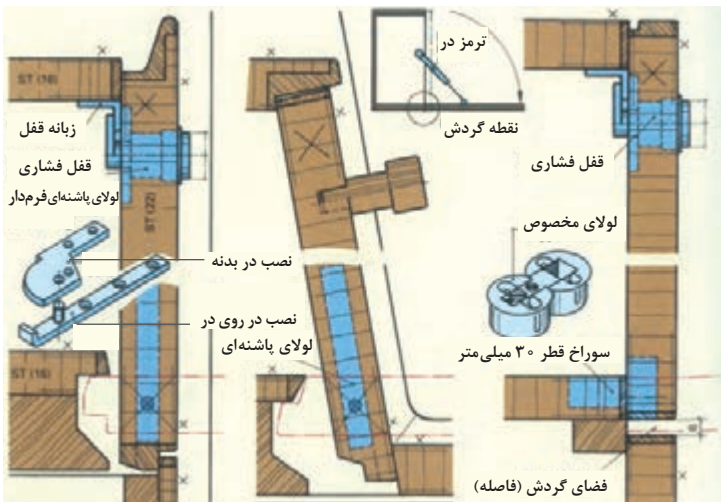 ترمز در
نقطه گردش
ST (16)
زبانه قفل
قفل فشاری
لولای پاشنه‌ای فرم‌دار
ST (22)
نصب در بدنه
نصب در روی در
لولای پاشنه‌ای
ST (16)
قفل فشاری
لولای مخصوص
سوراخ قطر ۳۰ میلی‌متر
فضای گردش (فاصله)